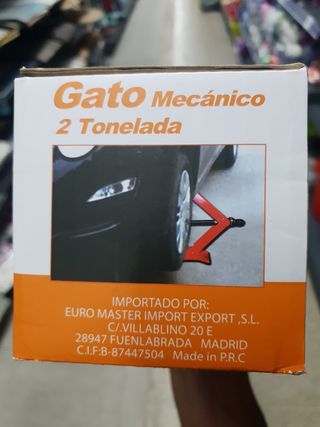 Gato Mecánico
2 Tonelada
IMPORTADO POR:
EURO MASTER IMPORT EXPORT ,S.L.
C/.VILLABLINO 20 E
28947 FUENLABRADA MADRID
C.I.F:B-87447504 Made in P.R.C